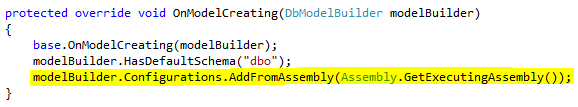 protected override void OnModelCreating(DbModelBuilder modelBuilder)
{
    base.OnModelCreating(modelBuilder);
    modelBuilder.HasDefaultSchema("dbo");
    modelBuilder.Configurations.AddFromAssembly(Assembly.GetExecutingAssembly());
}